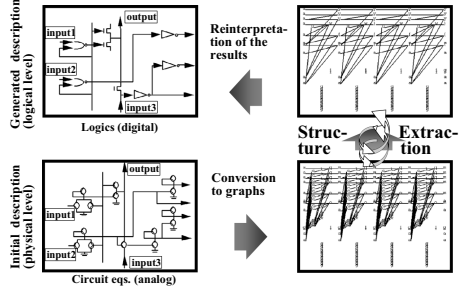 Generated description
(logical level)
output
input1
input2
input3
Logics (digital)
Reinterpreta-
tion of the
results
Struc-
ture
Extrac-
tion
Initial description
(physical level)
output
input1
input2
input3
Circuit eqs. (analog)
Conversion
to graphs